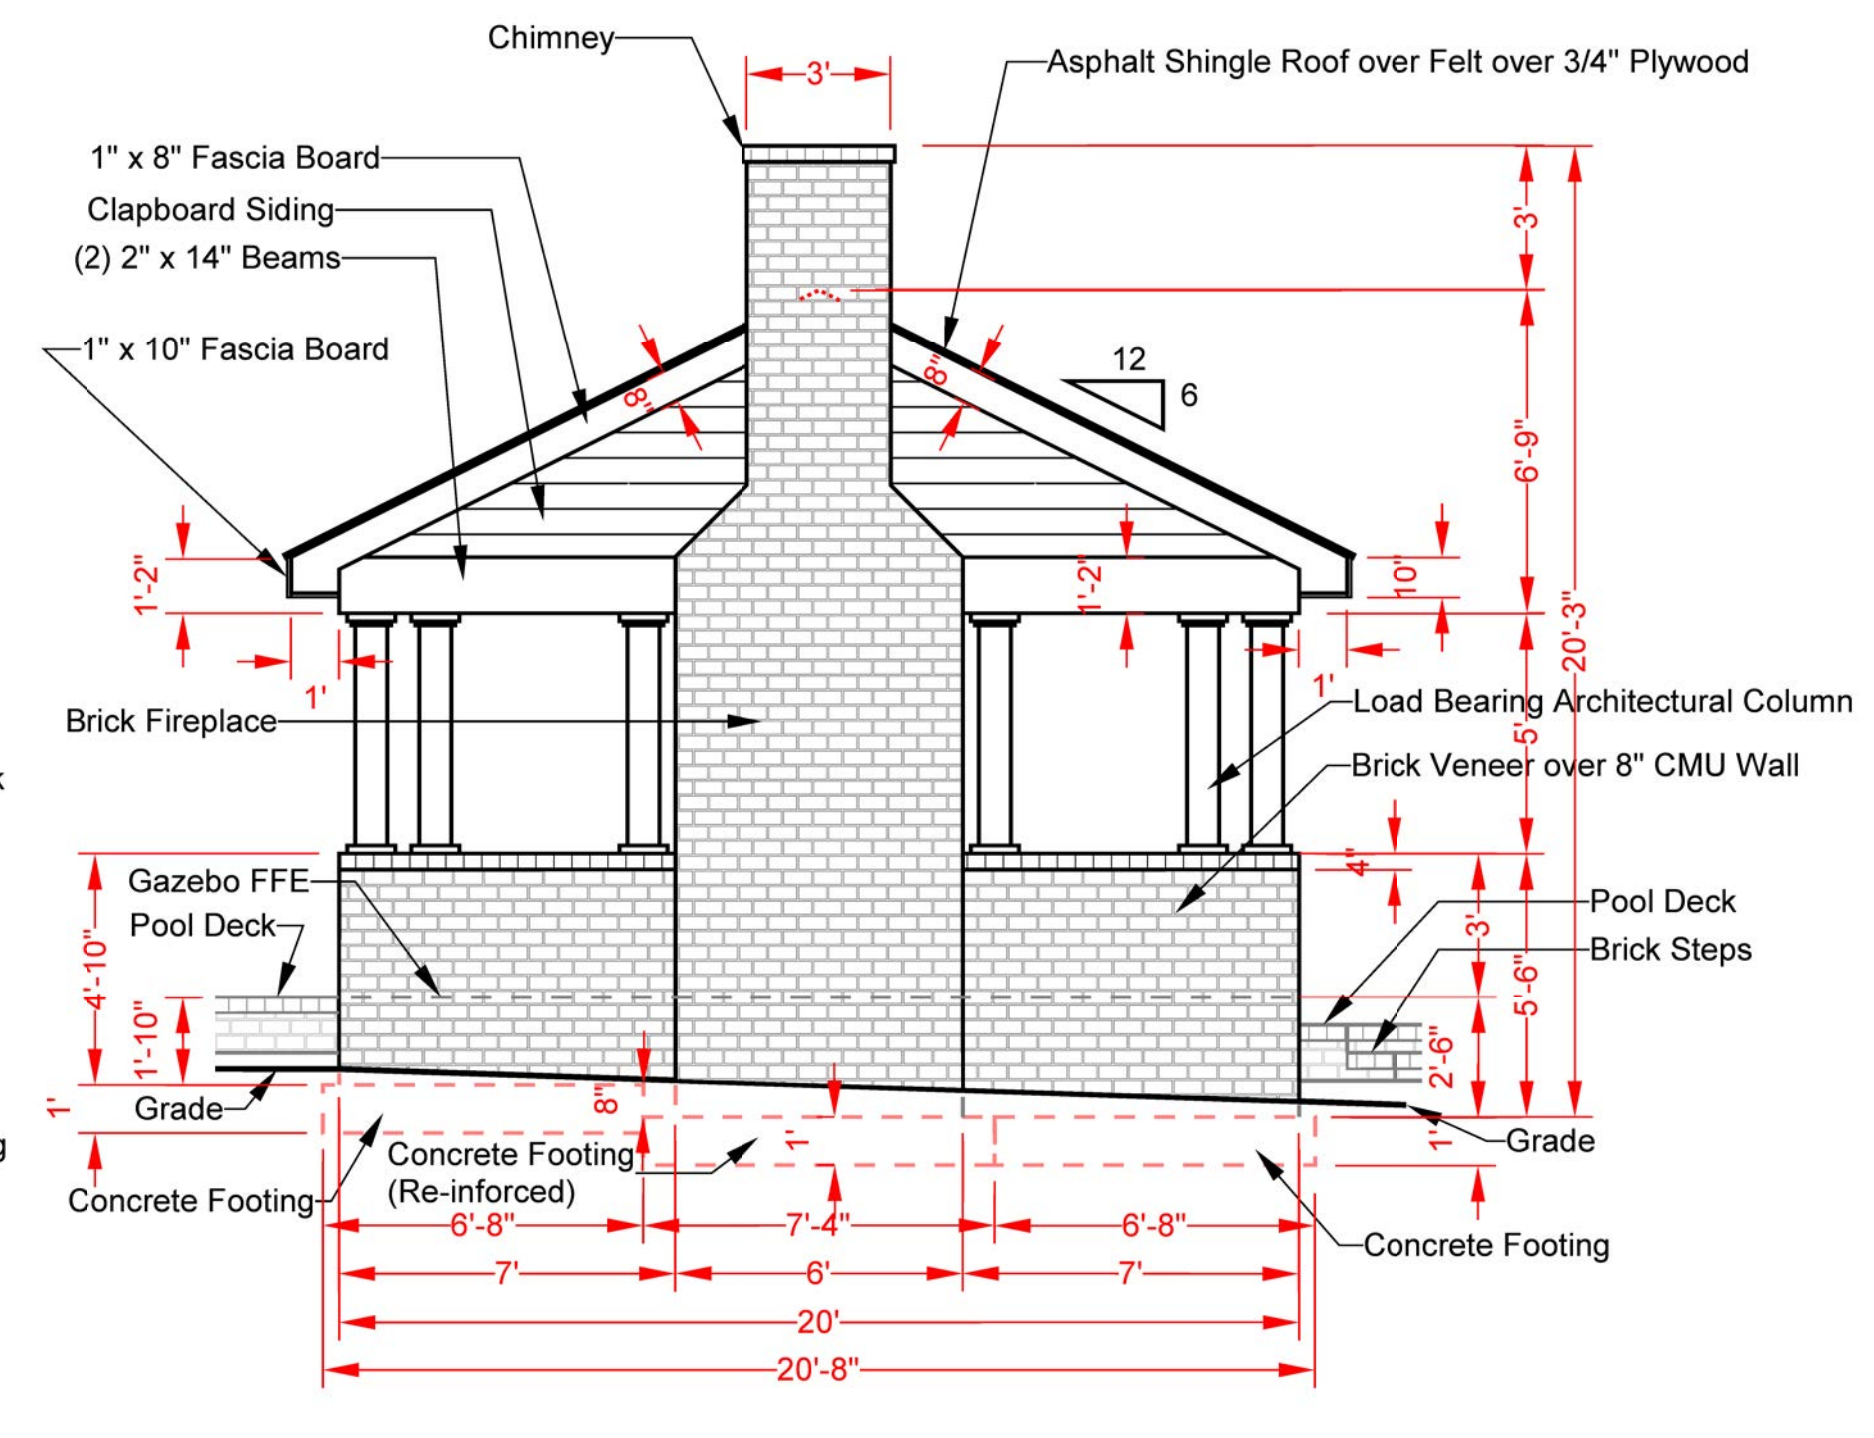 Chimney
3'
Asphalt Shingle Roof over Felt over 3/4" Plywood
1" x 8" Fascia Board
Clapboard Siding
(2) 2" x 14" Beams
1" x 10" Fascia Board
3'
8"
8"
12
6
6'-9"
1'-2"
1'-2"
10"
20'-3"
1'
1'
Brick Fireplace
Load Bearing Architectural Column
5'
Brick Veneer over 8" CMU Wall
k
4"
Gazebo FFE
Pool Deck
4'-10"
Pool Deck
3'
Brick Steps
5'-6"
1'-10"
2'-6"
8"
1'
Grade
1'
1'
Grade
g
Concrete Footing
(Re-inforced)
Concrete Footing
6'-8"
7'-4"
6'-8"
Concrete Footing
7'
6'
7'
20'
20'-8"